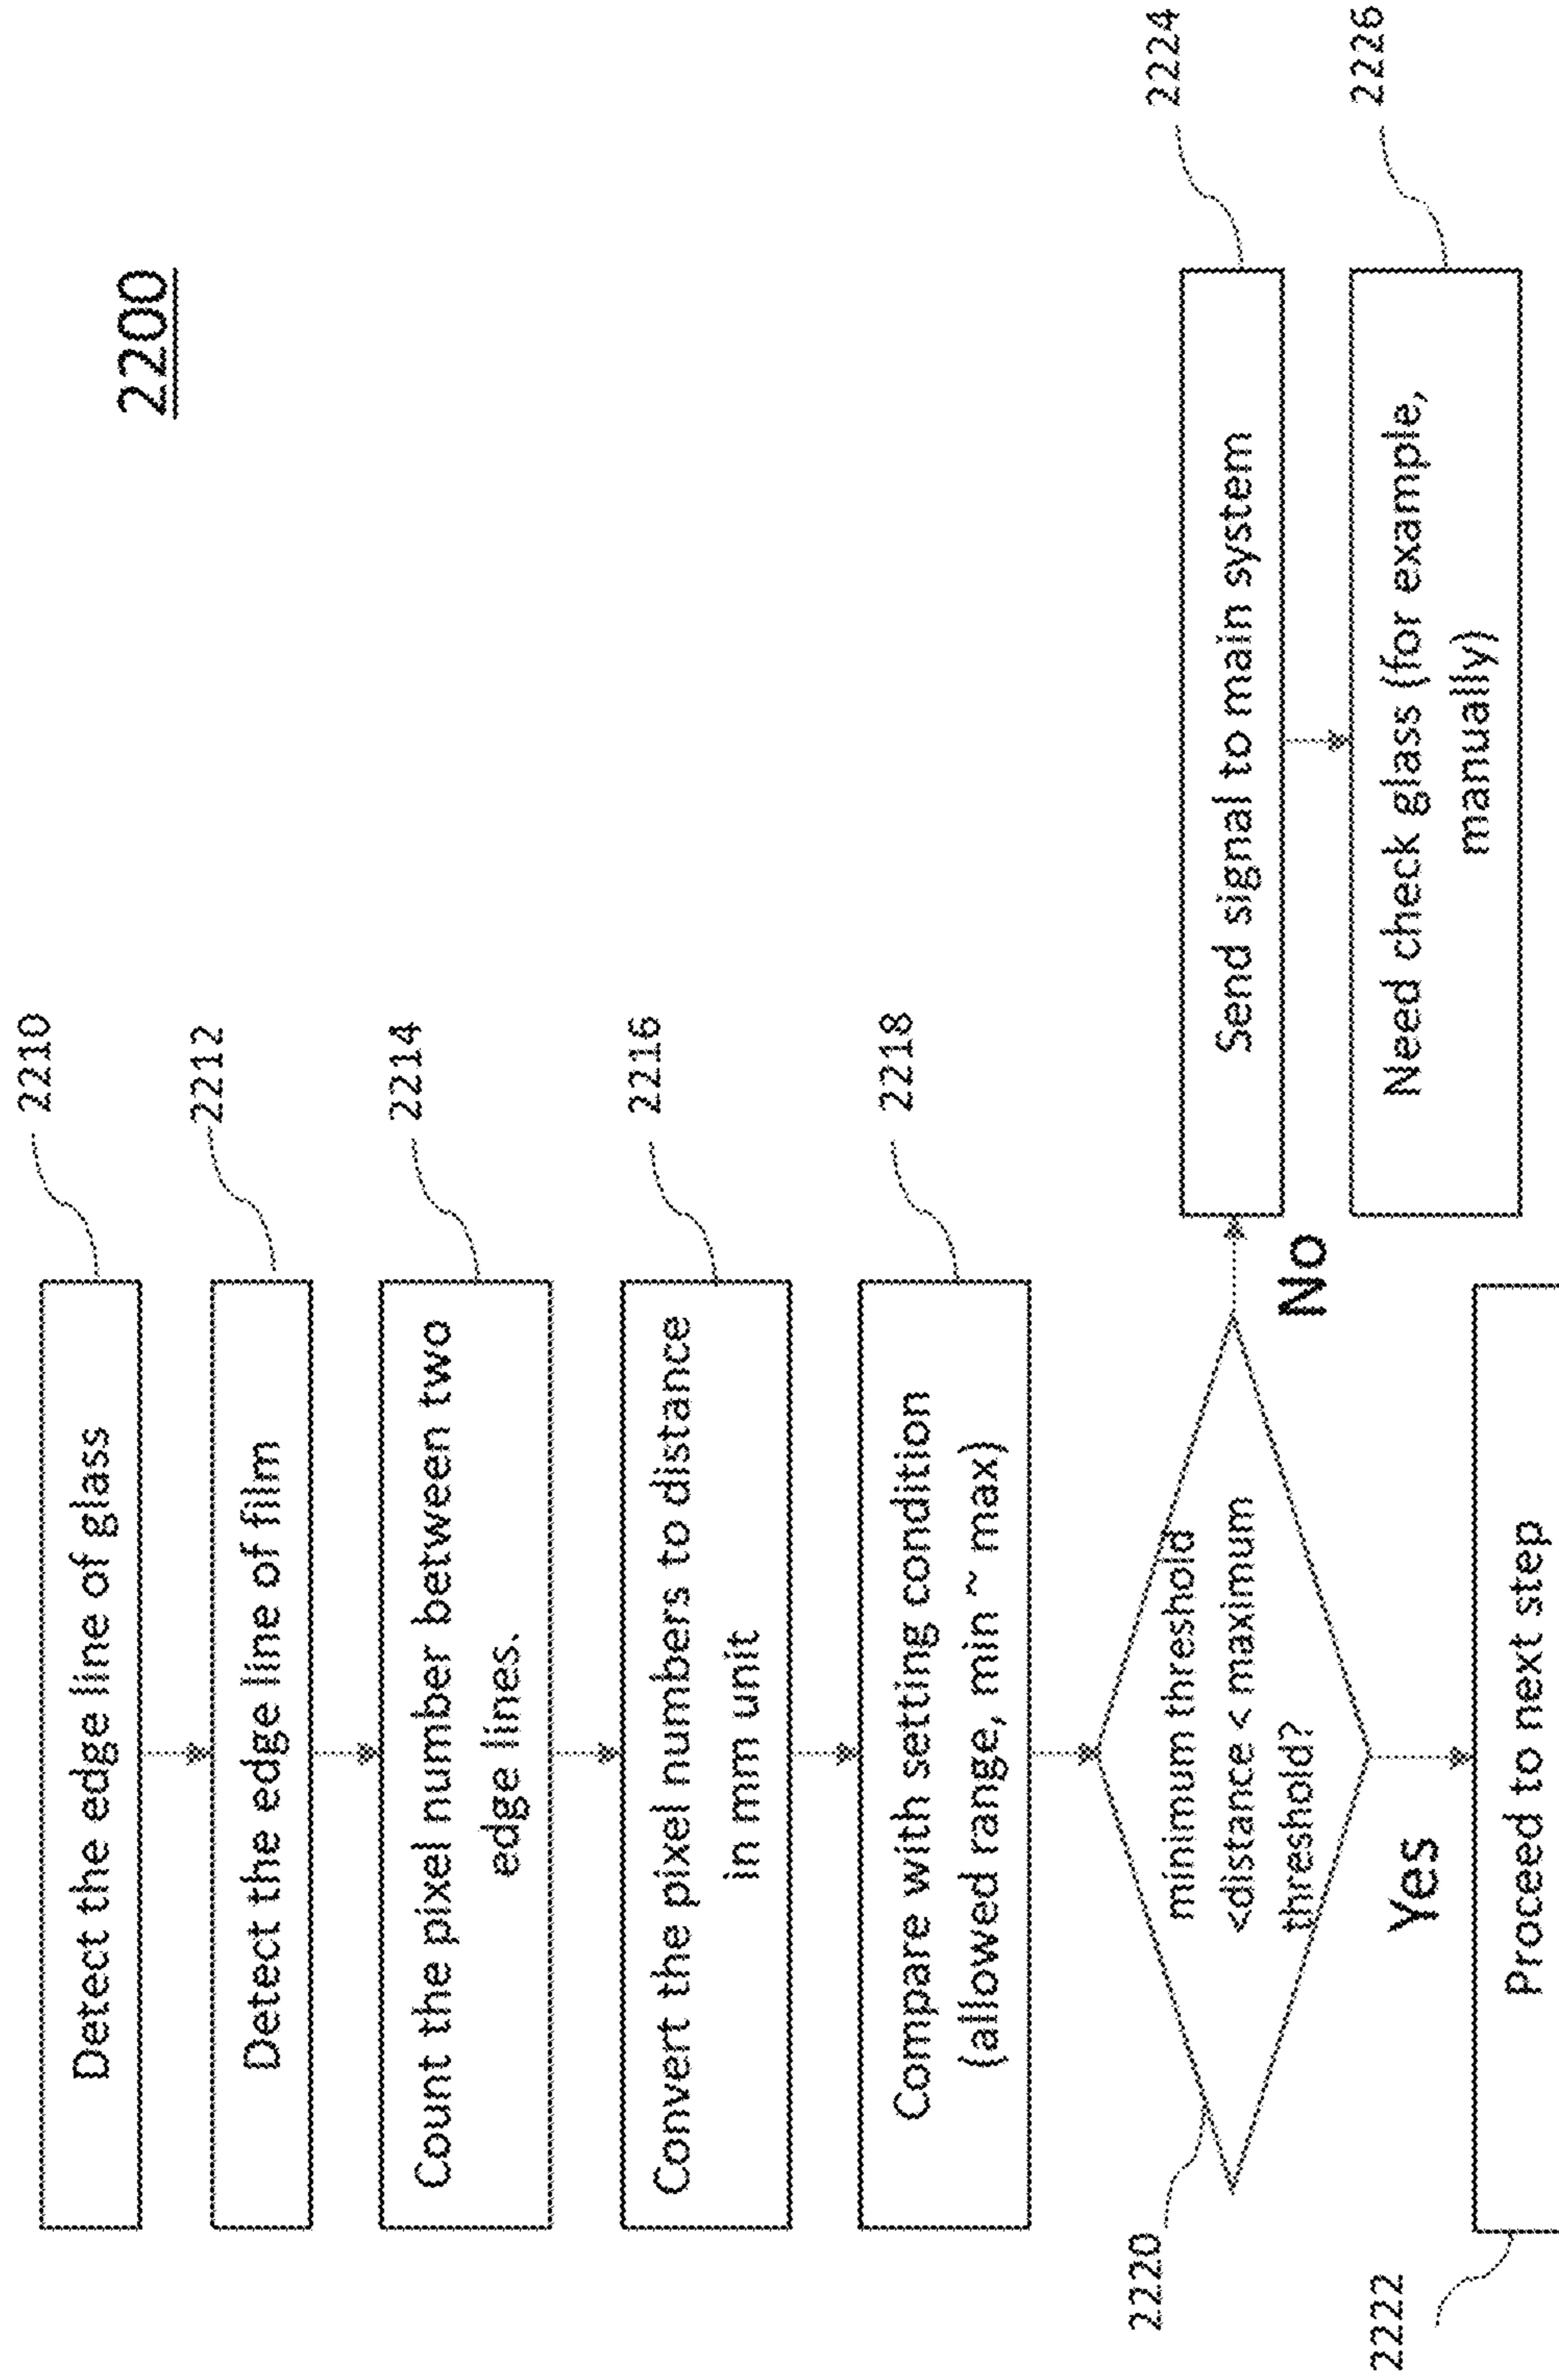 2200
Detect the edge line of glass
2210
Detect the edge line of film
2212
Count the pixel number between two
edge lines.
2214
Convert the pixel numbers to distance
in mm unit
2216
Compare with setting condition
(allowed range, min ~ max)
2218
minimum threshold
<distance < maximum
threshold?
2220
No
Send signal to main system
2224
Need check glass (for example,
manually)
2226
Yes
Proceed to next step
2222